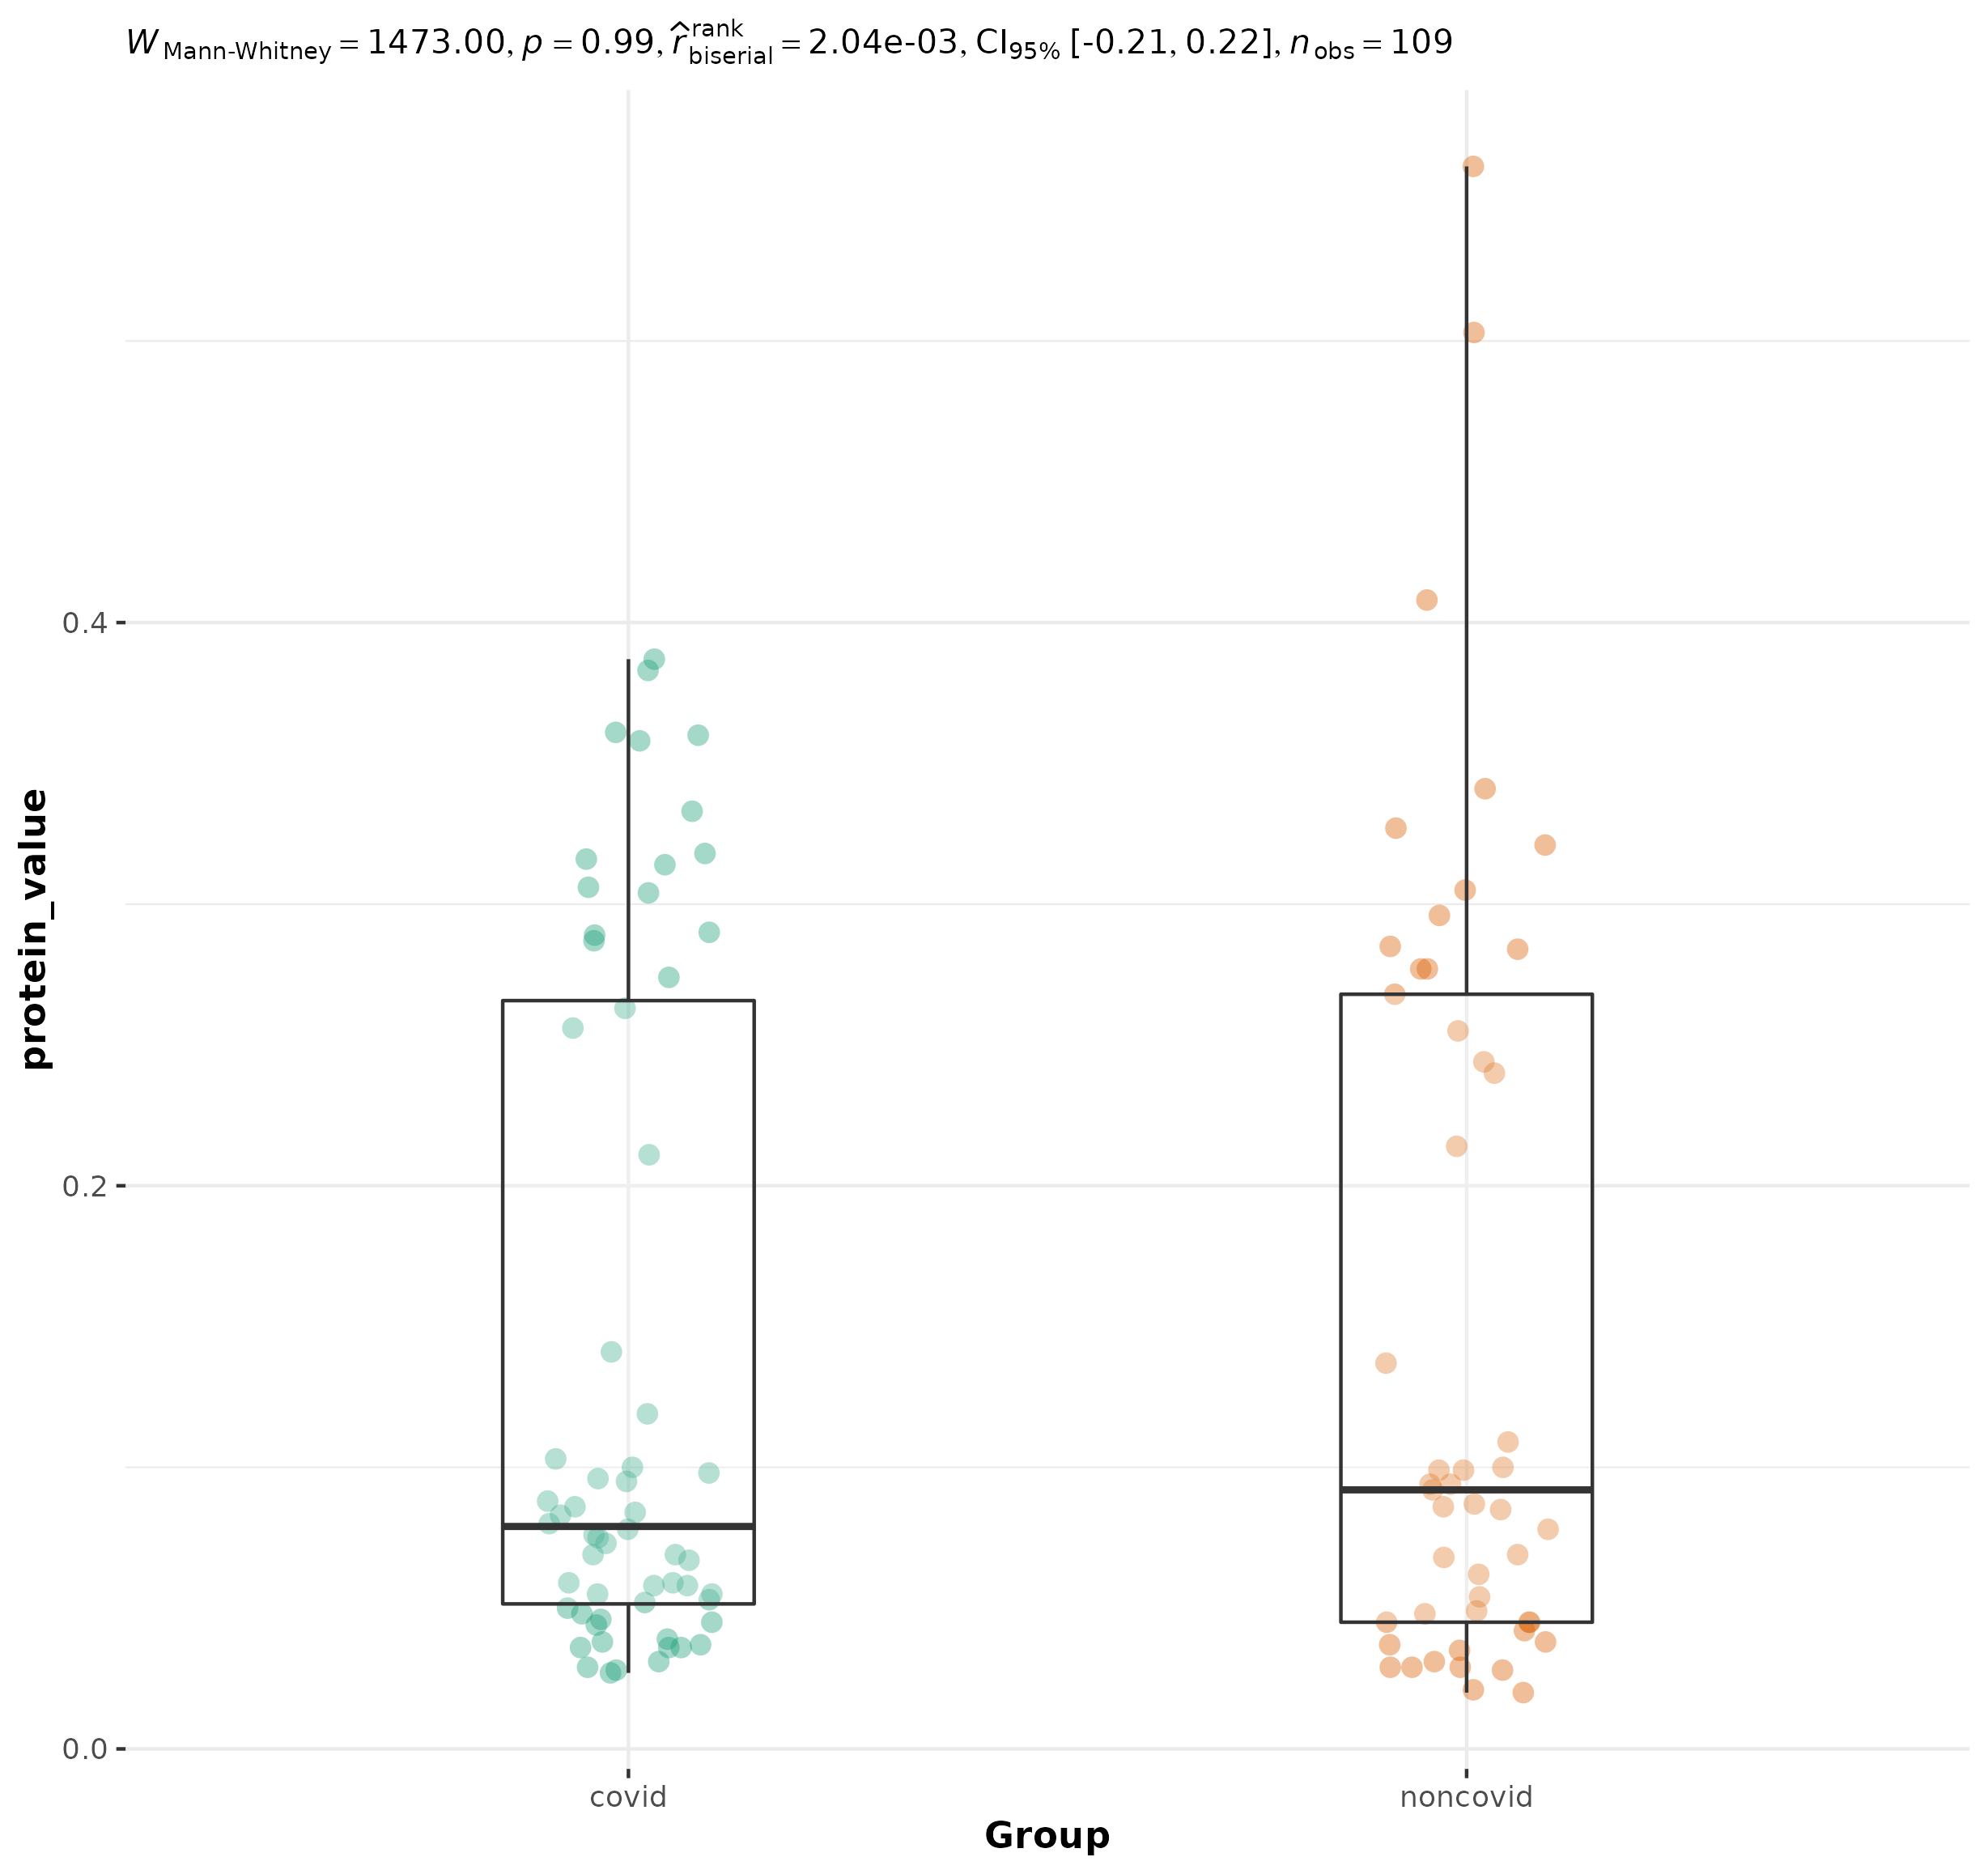 W Mann-Whitney = 1473.00, p = 0.99, r̂ rank biserial = 2.04e-03, CI95% [-0.21, 0.22], n obs = 109
protein_value
0.4
0.2
0.0
covid noncovid
Group